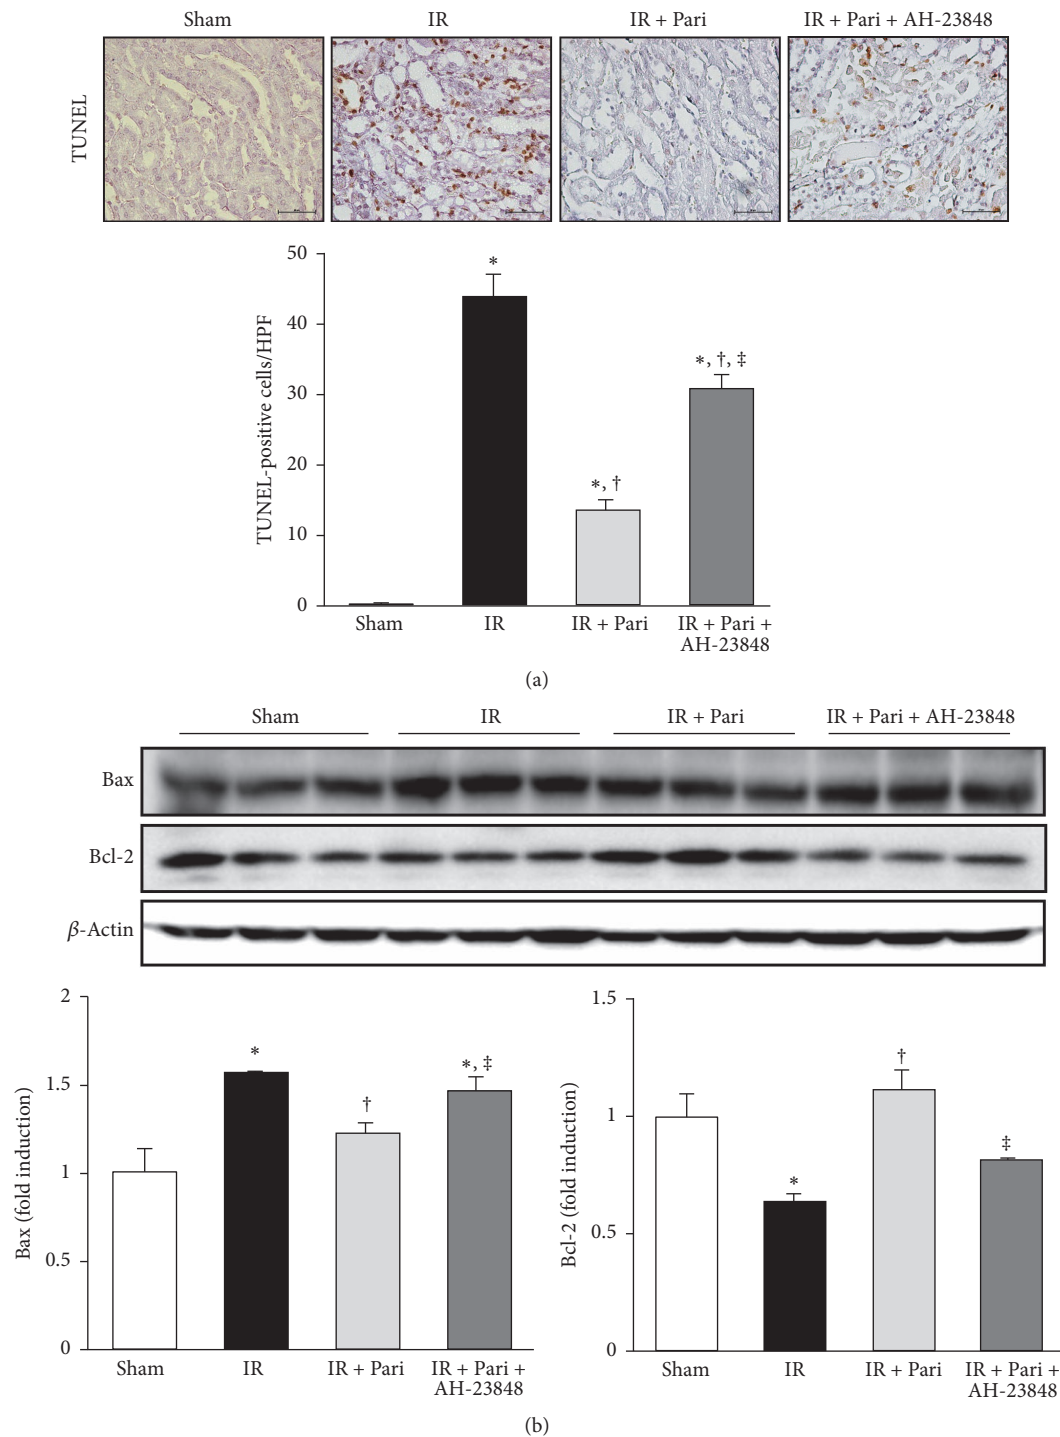 Sham IR IR + Pari IR + Pari + AH-23848
TUNEL
50
40
30
20
10
0
TUNEL-positive cells/HPF
*
*, †
*, †, ‡
Sham IR IR + Pari IR + Pari +
AH-23848
(a)
Sham IR IR + Pari IR + Pari + AH-23848
Bax
Bcl-2
β-Actin
2
1.5
1
0.5
0
Bax (fold induction)
*
†
*, ‡
Sham IR IR + Pari IR + Pari +
AH-23848
1.5
1
0.5
0
Bcl-2 (fold induction)
*
†
‡
Sham IR IR + Pari IR + Pari +
AH-23848
(b)